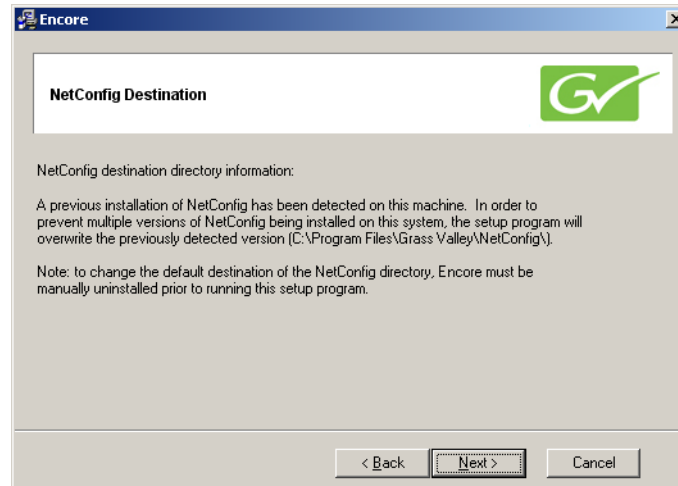 Encore
NetConfig Destination
GV
NetConfig destination directory information:
A previous installation of NetConfig has been detected on this machine. In order to
prevent multiple versions of NetConfig being installed on this system, the setup program will
overwrite the previously detected version (C:\Program Files\Grass Valley\NetConfig\).
Note: to change the default destination of the NetConfig directory, Encore must be
manually uninstalled prior to running this setup program.
< Back Next > Cancel